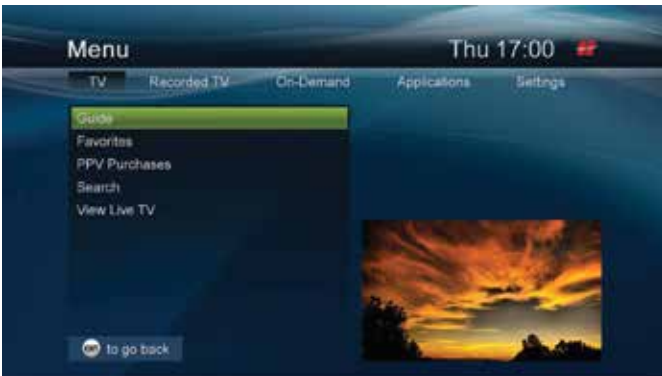 Menu
Thu 17:00
TV Recorded TV On-Demand Applications Settings
Guide
Favorites
PPV Purchases
Search
View Live TV
EXIT to go back